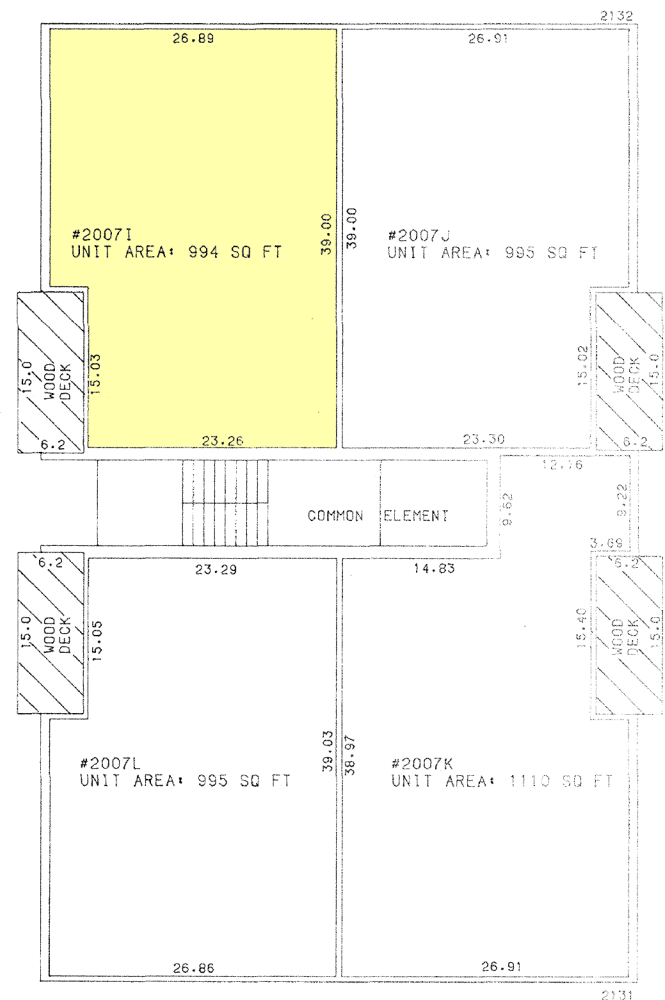 2132
26.89
26.91
#2007I
UNIT AREA: 994 SQ FT
39.00
39.00
#2007J
UNIT AREA: 995 SQ FT
15.0
WOOD
DECK
15.03
15.02
WOOD
DECK
15.0
6.2
23.26
23.30
6.2
12.16
COMMON ELEMENT
9.62
9.22
3.69
6.2
23.29
14.83
6.2
15.0
WOOD
DECK
15.05
15.40
WOOD
DECK
15.0
39.03
38.97
#2007L
UNIT AREA: 995 SQ FT
#2007K
UNIT AREA: 1110 SQ FT
26.86
26.91
2131